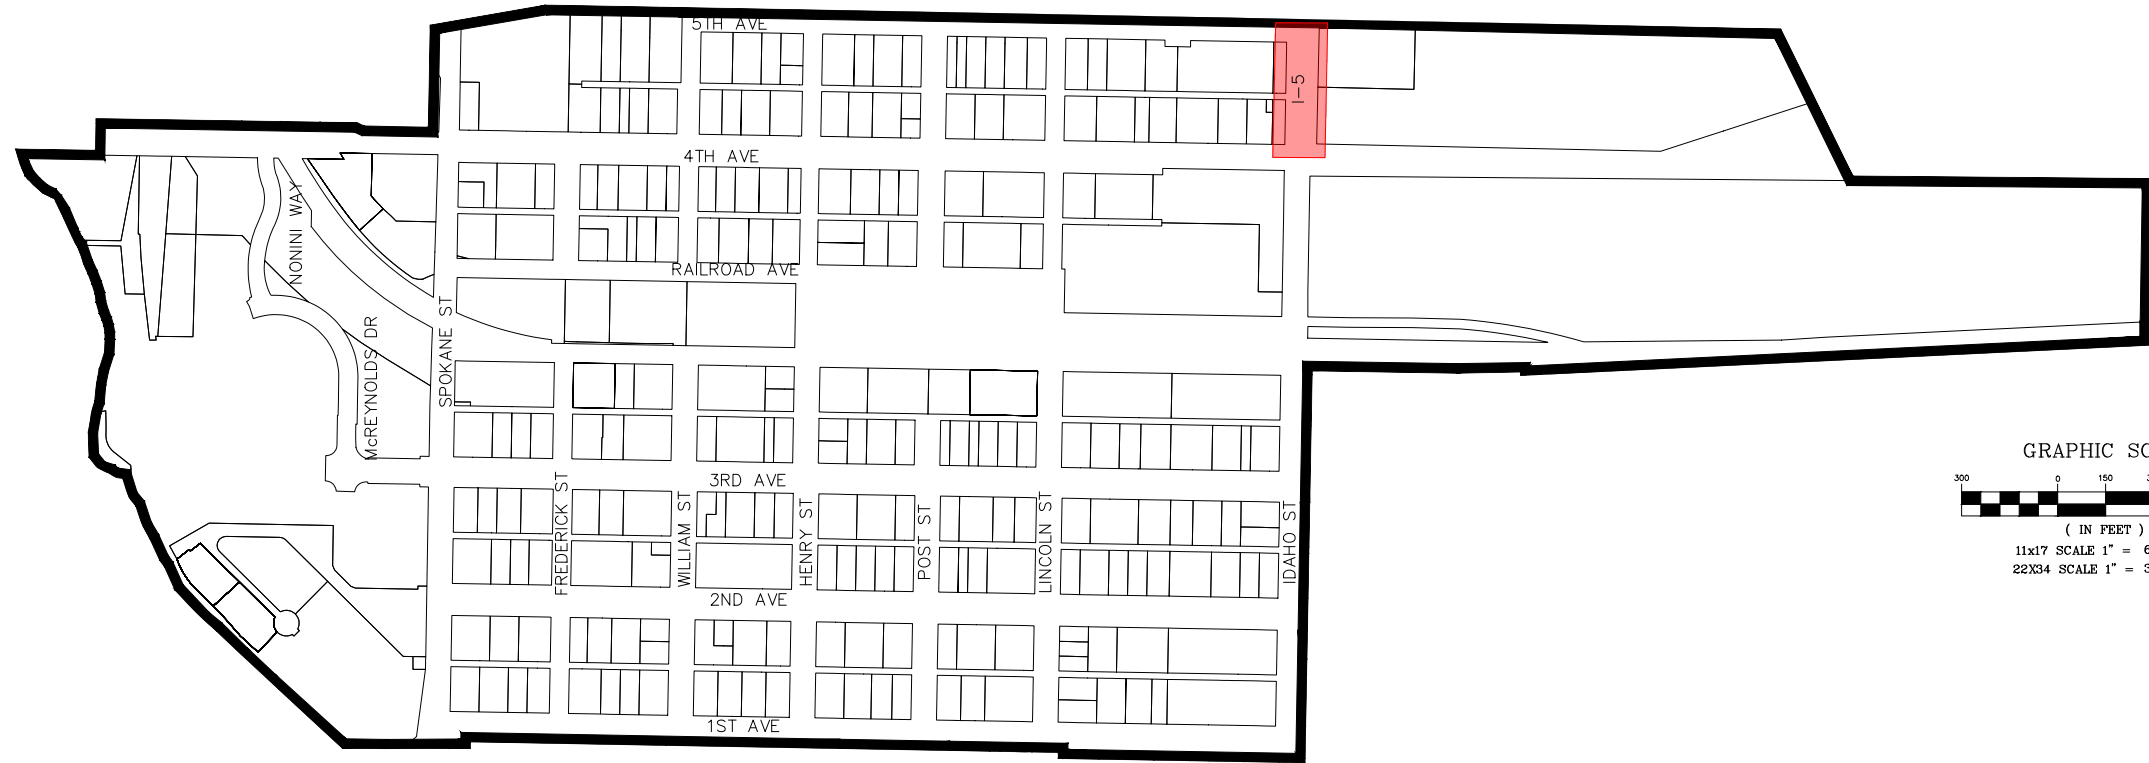 5TH AVE
I-5
4TH AVE
NONINI WAY
RAILROAD AVE
SPOKANE ST
McREYNOLDS DR
3RD AVE
FREDERICK ST
WILLIAM ST
HENRY ST
POST ST
LINCOLN ST
IDAHO ST
2ND AVE
1ST AVE
GRAPHIC SC
300 0 150 3
( IN FEET )
11x17 SCALE 1" = 6
22X34 SCALE 1" = 3